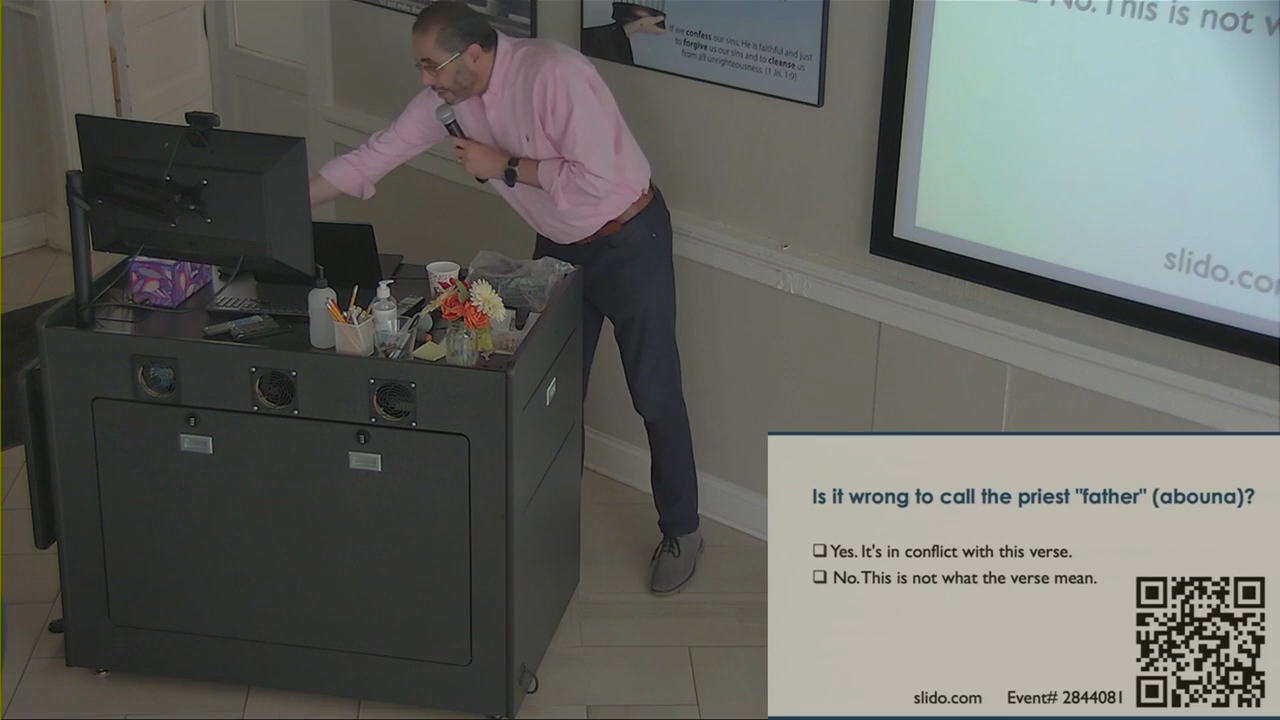 If we confess our sins, He is faithful and just
to forgive us our sins and to cleanse us
from all unrighteousness. (1 Jn. 1:9)
No. This is not w
slido.co
Is it wrong to call the priest "father" (abouna)?
Yes. It's in conflict with this verse.
No. This is not what the verse mean.
slido.com Event# 2844081